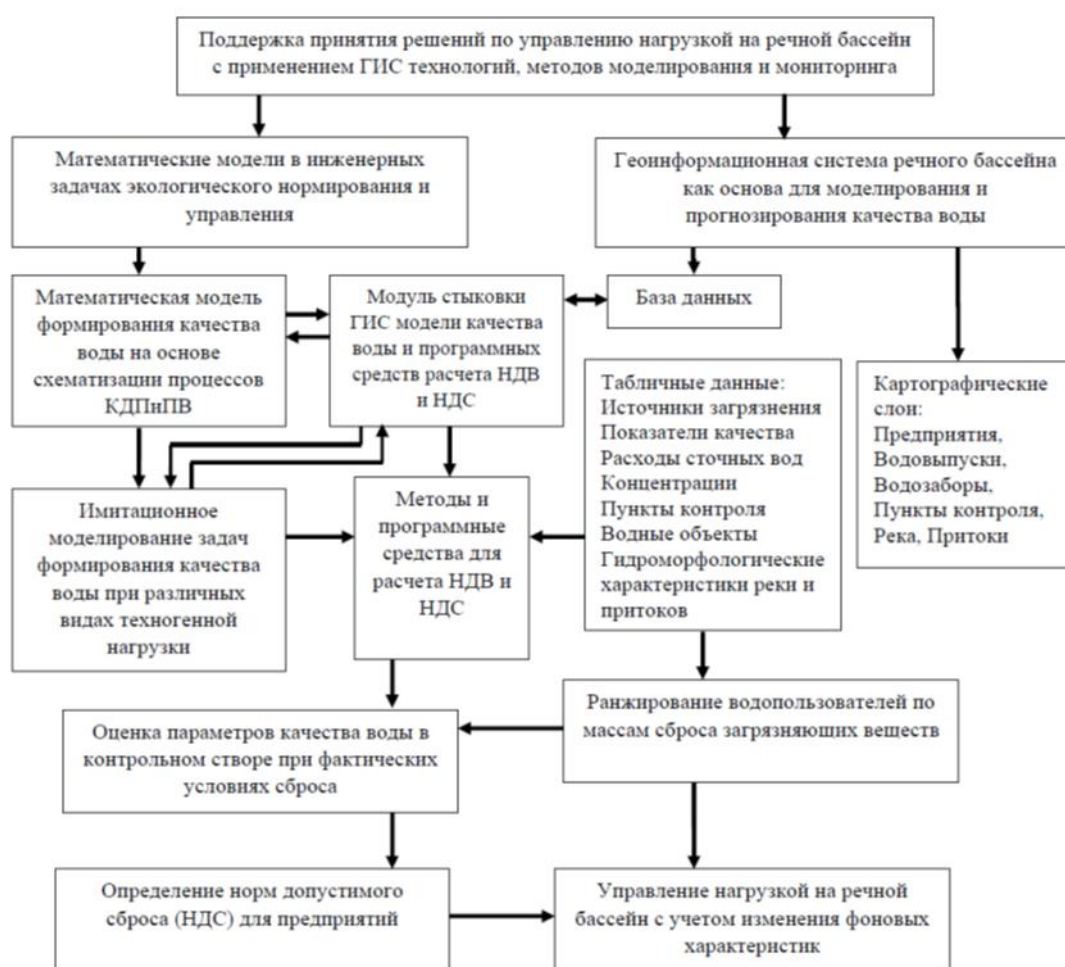 Поддержка принятия решений по управлению нагрузкой на речной бассейн
с применением ГИС технологий, методов моделирования и мониторинга
Математические модели в инженерных
задачах экологического нормирования и
управления
Геоинформационная система речного бассейна
как основа для моделирования и
прогнозирования качества воды
Математическая модель
формирования качества
воды на основе
схематизации процессов
КДПиПВ
Модуль стыковки
ГИС модели качества
воды и программных
средств расчета НДВ
и НДС
База данных
Табличные данные:
Источники загрязнения
Показатели качества
Расходы сточных вод
Концентрации
Пункты контроля
Водные объекты
Гидроморфологические
характеристики реки и
притоков
Картографические
слои:
Предприятия,
Водовыпуски,
Водозаборы,
Пункты контроля,
Река, Притоки
Имитационное
моделирование задач
формирования качества
воды при различных
видах техногенной
нагрузки
Методы и
программные
средства для
расчета НДВ и
НДС
Оценка параметров качества воды в
контрольном створе при фактических
условиях сброса
Ранжирование водопользователей по
массам сброса загрязняющих веществ
Определение норм допустимого
сброса (НДС) для предприятий
Управление нагрузкой на речной
бассейн с учетом изменения фоновых
характеристик